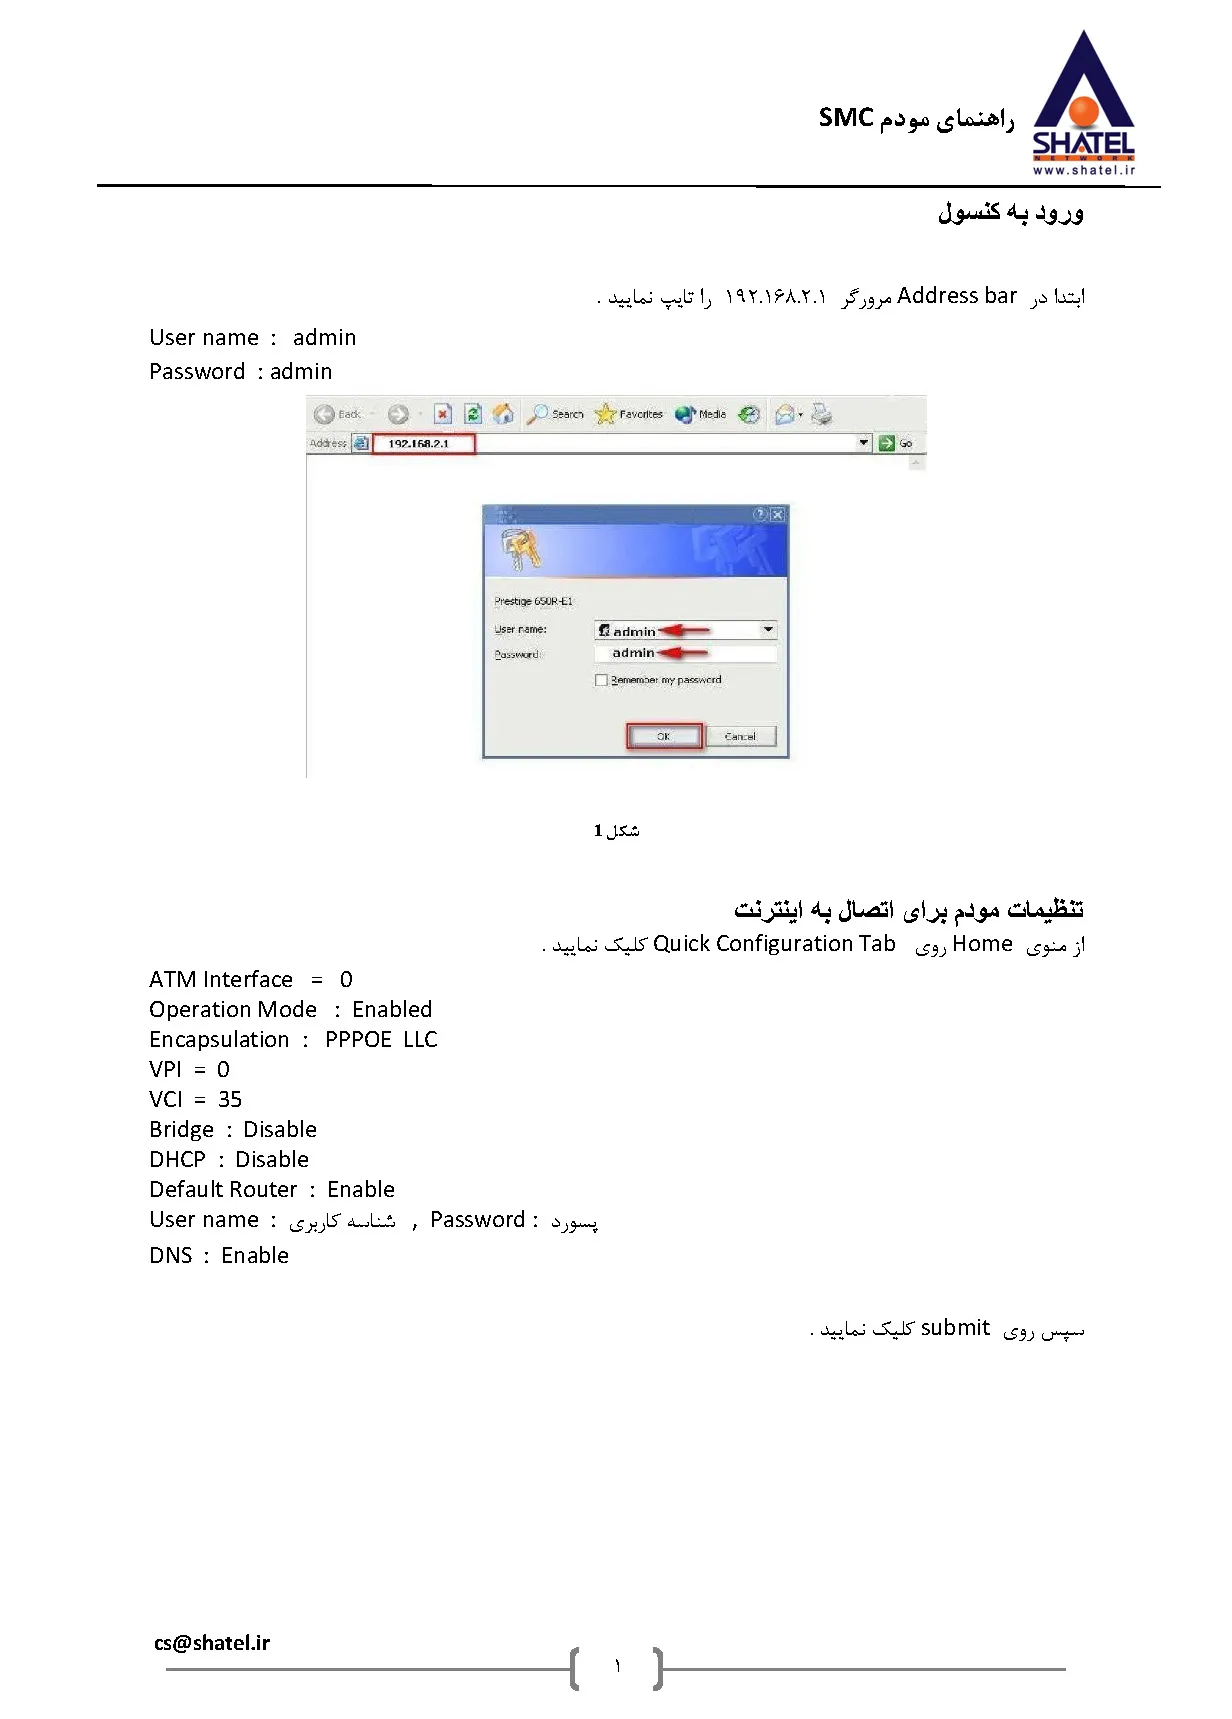 راهنمای مودم SMC
SHATEL
NETWORK
www.shatel.ir
ورود به کنسول
ابتدا در Address bar مرورگر ۱۹۲.۱۶۸.۲.۱ را تایپ نمایید .
User name : admin
Password : admin
Back Search Favorites Media
Address 192.168.2.1 Go
Prestige 650R-E1
User name: admin
Password: admin
Remember my password
OK Cancel
شکل 1
تنظیمات مودم برای اتصال به اینترنت
از منوی Home روی Quick Configuration Tab کلیک نمایید .
ATM Interface = 0
Operation Mode : Enabled
Encapsulation : PPPOE LLC
VPI = 0
VCI = 35
Bridge : Disable
DHCP : Disable
Default Router : Enable
User name : شناسه کاربری , Password : پسورد
DNS : Enable
سپس روی submit کلیک نمایید .
cs@shatel.ir
۱